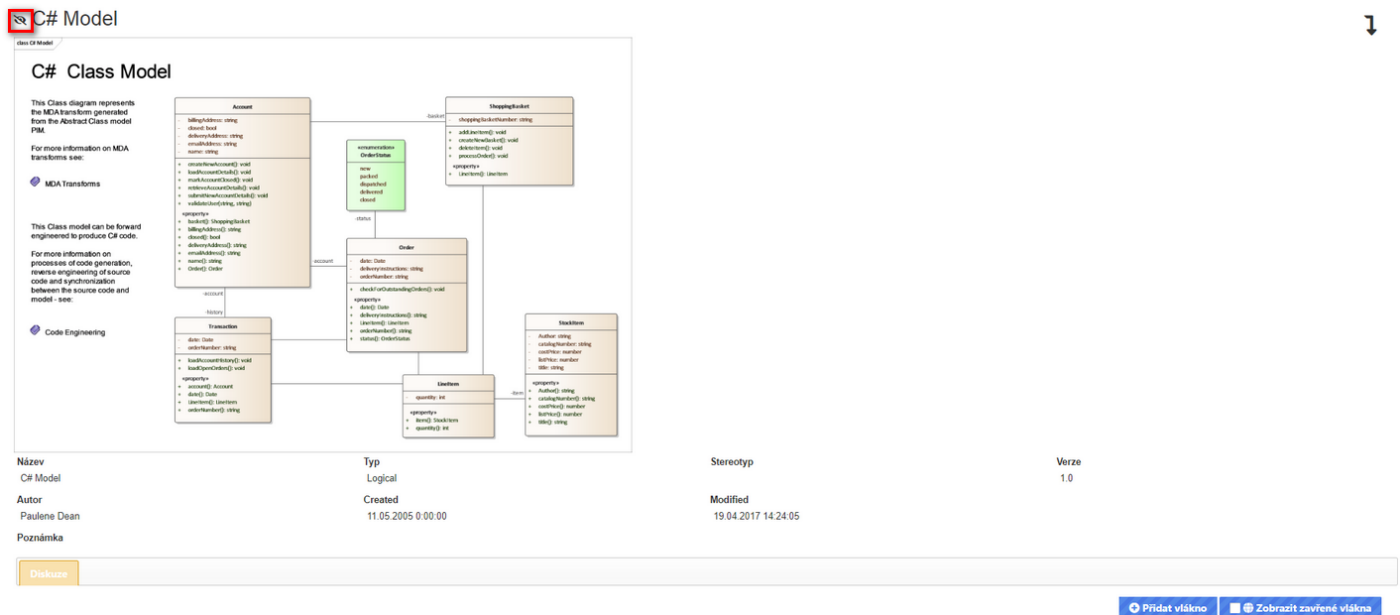 C# Model
class C# Model
C#  Class Model
This Class diagram represents
the MDA transform generated
from the Abstract Class model
PIM.
For more information on MDA
transforms see:
MDA Transforms
This Class model can be forward
engineered to produce C# code.
For more information on
processes of code generation,
reverse engineering of source
code and synchronization
between the source code and
model - see:
Code Engineering
Account
- billingAddress: string
- closed: bool
- deliveryAddress: string
- emailAddress: string
- name: string
+ createNewAccount(): void
+ loadAccountDetails(): void
+ markAccountClosed(): void
+ retrieveAccountDetails(): void
+ submitNewAccountDetails(): void
+ validateUser(string, string)
«property»
+ basket(): ShoppingBasket
+ billingAddress(): string
+ closed(): bool
+ deliveryAddress(): string
+ emailAddress(): string
+ name(): string
+ Order(): Order
-basket
ShoppingBasket
- shoppingBasketNumber: string
+ addLineItem(): void
+ createNewBasket(): void
+ deleteItem(): void
+ processOrder(): void
«property»
+ LineItem(): LineItem
«enumeration»
OrderStatus
new
packed
dispatched
delivered
closed
-status
-account
Order
- date: Date
- deliveryInstructions: string
- orderNumber: string
+ checkForOutstandingOrders(): void
«property»
+ date(): Date
+ deliveryInstructions(): string
+ LineItem(): LineItem
+ orderNumber(): string
+ status(): OrderStatus
-account
-history
Transaction
- date: Date
- orderNumber: string
+ loadAccountHistory(): void
+ loadOpenOrders(): void
«property»
+ account(): Account
+ date(): Date
+ LineItem(): LineItem
+ orderNumber(): string
LineItem
- quantity: int
«property»
+ item(): StockItem
+ quantity(): int
-item
StockItem
- Author: string
- catalogNumber: string
- costPrice: number
- listPrice: number
- title: string
«property»
+ Author(): string
+ catalogNumber(): string
+ costPrice(): number
+ listPrice(): number
+ title(): string
Název Typ Stereotyp Verze
C# Model Logical 1.0
Autor Created Modified
Paulene Dean 11.05.2005 0:00:00 19.04.2017 14:24:05
Poznámka
Diskuze
Přidat vlákno Zobrazit zavřené vlákna